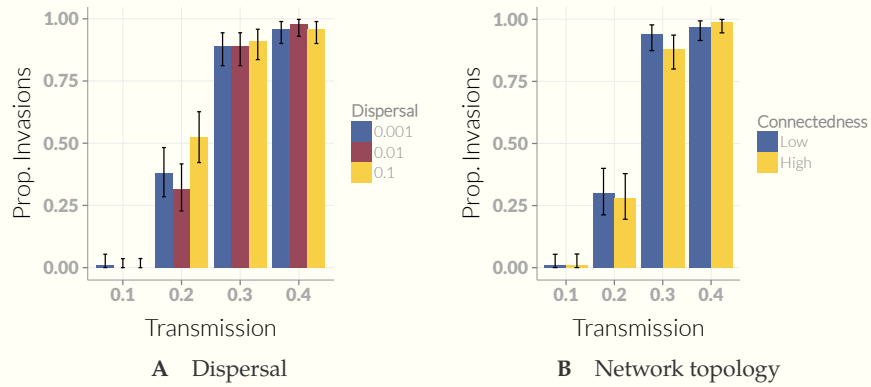 Prop. Invasions
1.00
0.75
0.50
0.25
0.00
0.1 0.2 0.3 0.4
Transmission
Dispersal
0.001
0.01
0.1
A Dispersal
Prop. Invasions
1.00
0.75
0.50
0.25
0.00
0.1 0.2 0.3 0.4
Transmission
Connectedness
Low
High
B Network topology